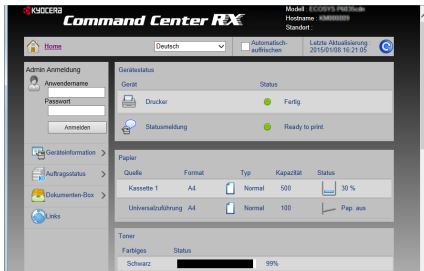 KYOCERA
Command Center RX
Modell : ECOSYS P6035cdn
Hostname : KM000009
Standort :
Home
Deutsch
Automatisch-auffrischen
Letzte Aktualisierung :
2015/01/08 16:21:05
Admin Anmeldung
Anwendername
Passwort
Anmelden
Geräteinformation
Auftragsstatus
Dokumenten-Box
Links
Gerätestatus
Gerät Status
Drucker Fertig.
Statusmeldung Ready to print.
Papier
Quelle Format Typ Kapazität Status
Kassette 1 A4 Normal 500 30 %
Universalzuführung A4 Normal 100 Pap. aus
Toner
Farbiges Status
Schwarz 99%